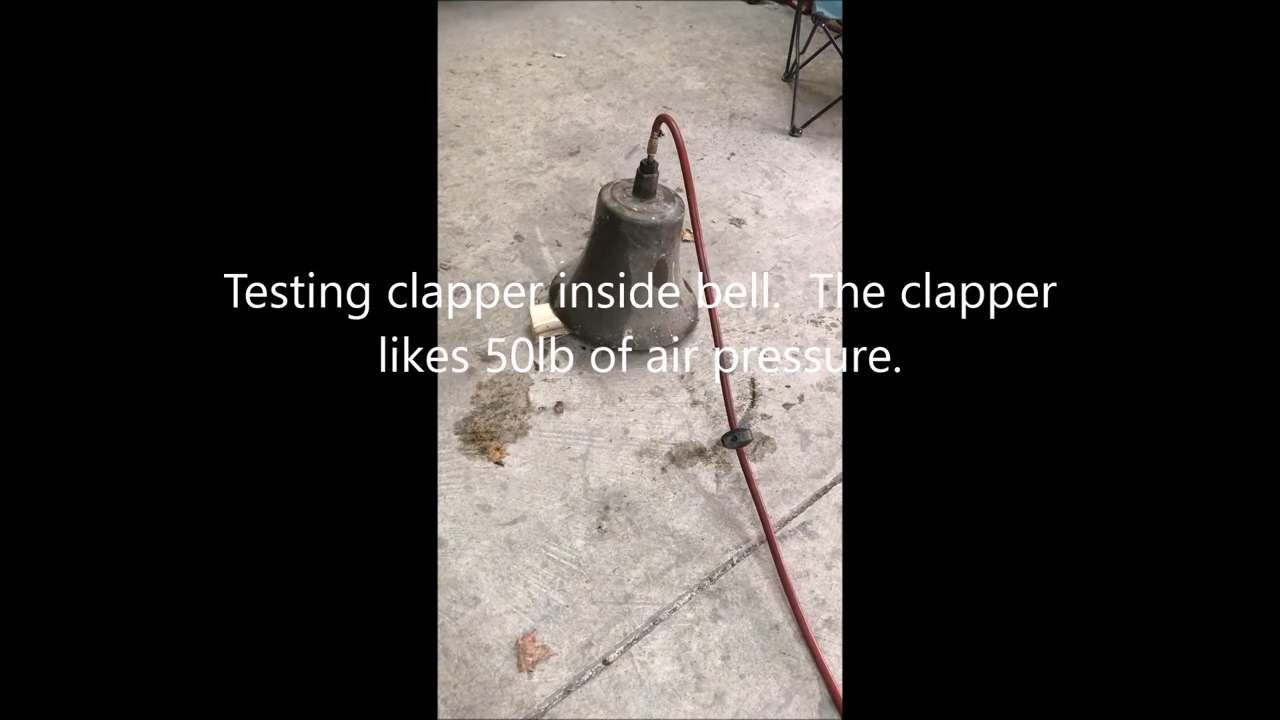 Testing clapper inside bell.  The clapper
likes 50lb of air pressure.